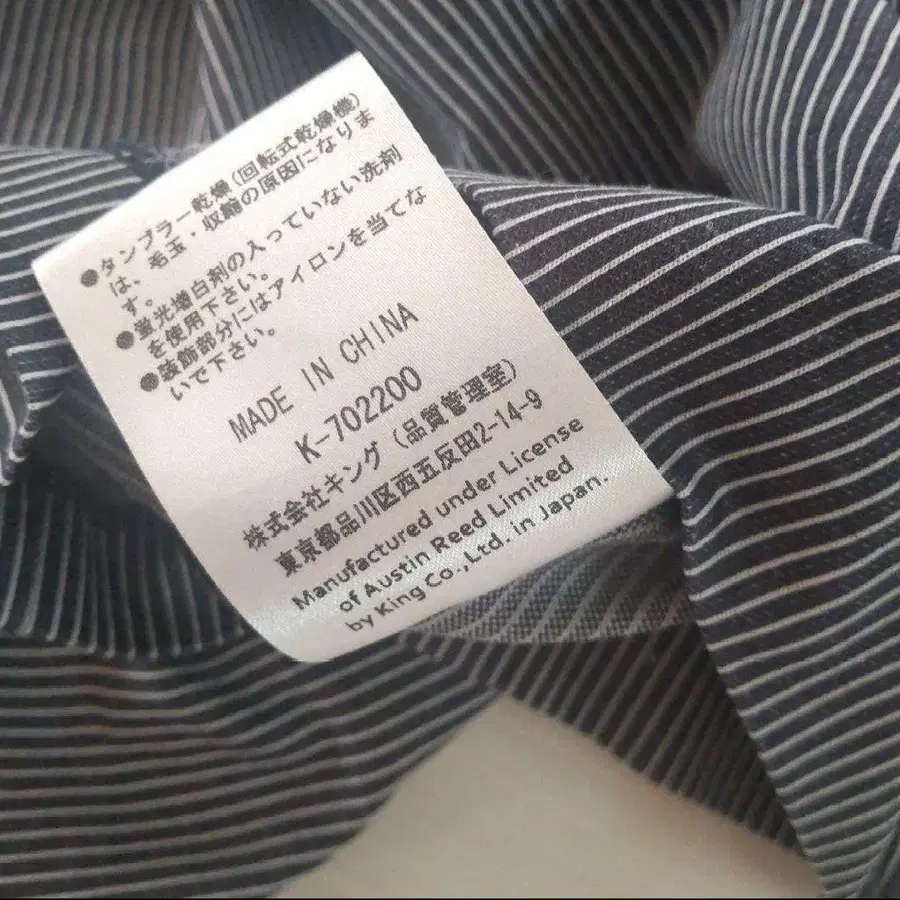 ●タンブラー乾燥(回転式乾燥機)
は、毛玉・収縮の原因になりま
す。
●蛍光増白剤の入っていない洗剤
を使用下さい。
●装飾部分にはアイロンを当てな
いで下さい。
MADE IN CHINA
K-702200
株式会社キング(品質管理室)
東京都品川区西五反田2-14-9
Manufactured under License
of Austin Reed Limited
by King Co.,Ltd. in Japan.